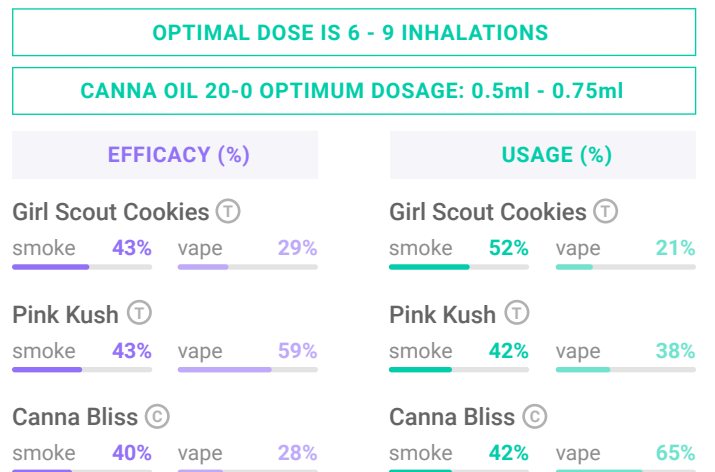 OPTIMAL DOSE IS 6 - 9 INHALATIONS
CANNA OIL 20-0 OPTIMUM DOSAGE: 0.5ml - 0.75ml
EFFICACY (%)
Girl Scout Cookies T
smoke 43% vape 29%
Pink Kush T
smoke 43% vape 59%
Canna Bliss C
smoke 40% vape 28%
USAGE (%)
Girl Scout Cookies T
smoke 52% vape 21%
Pink Kush T
smoke 42% vape 38%
Canna Bliss C
smoke 42% vape 65%